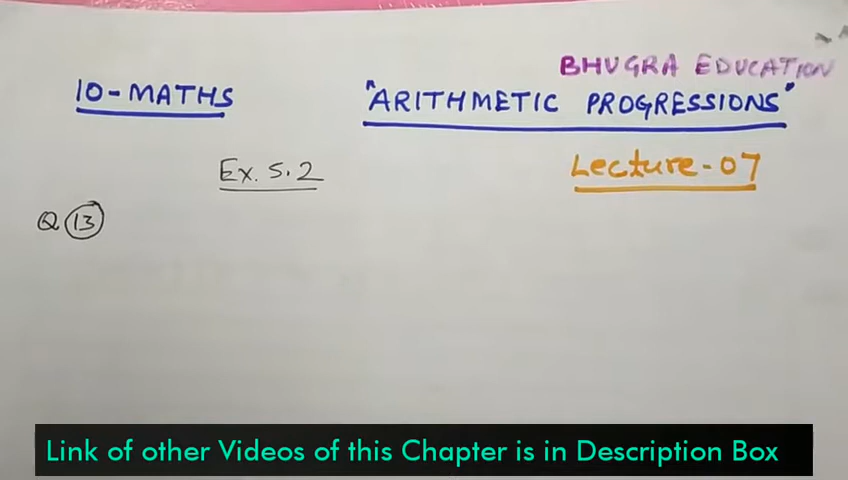 BHUGRA EDUCATION
10-MATHS "ARITHMETIC PROGRESSIONS"
Ex. 5.2 Lecture-07
Q 13
Link of other Videos of this Chapter is in Description Box